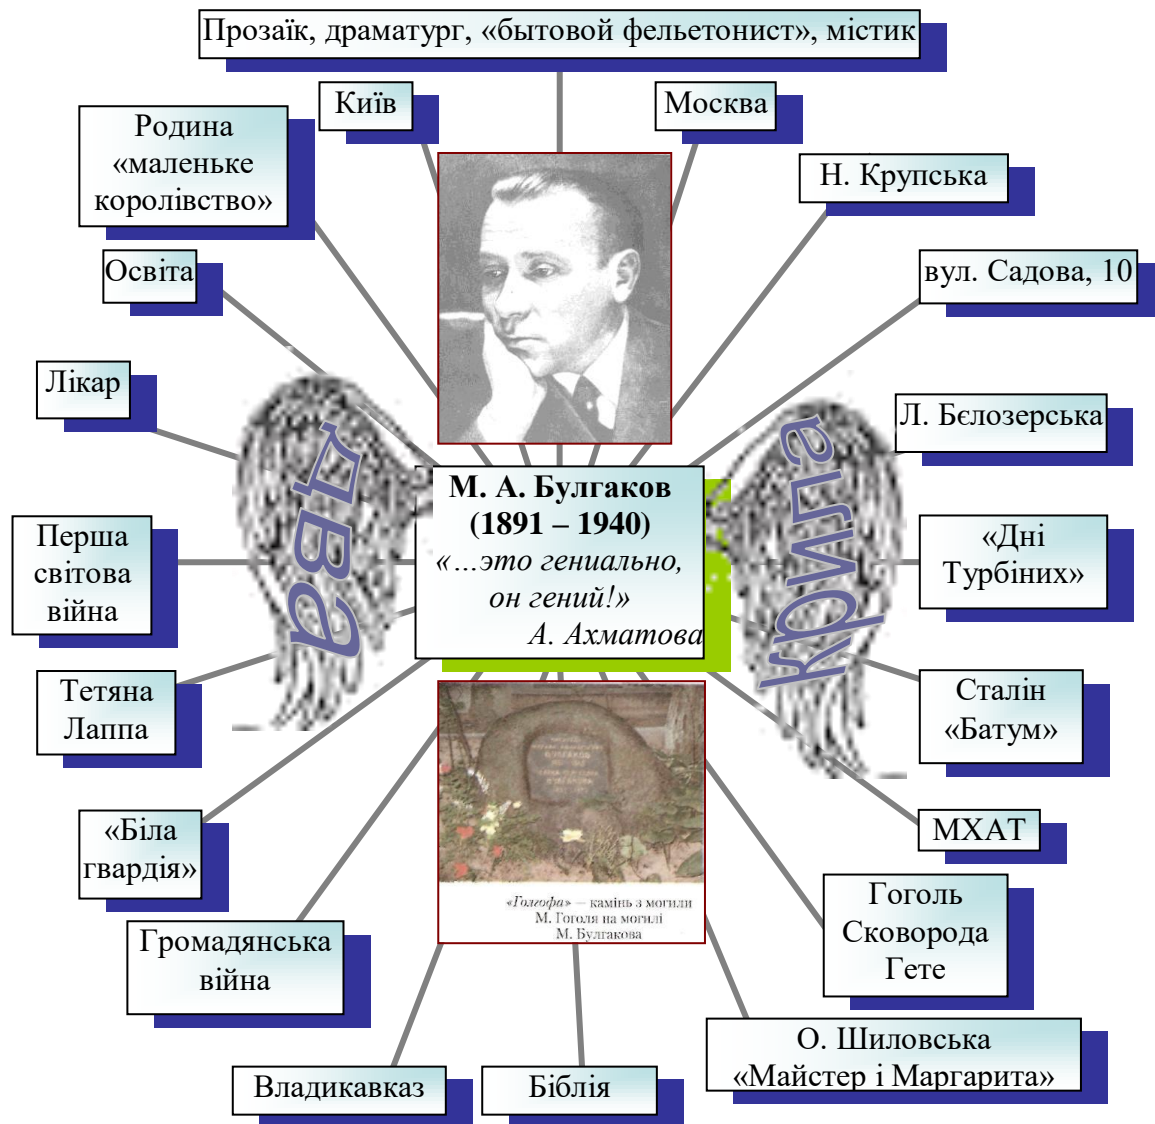 Прозаїк, драматург, «бытовой фельетонист», містик
Київ
Москва
Родина
«маленьке
королівство»
Н. Крупська
Освіта
вул. Садова, 10
Лікар
Л. Бєлозерська
два
крила
М. А. Булгаков
(1891 – 1940)
«…это гениально,
он гений!»
А. Ахматова
Перша
світова
війна
«Дні
Турбіних»
Тетяна
Лаппа
Сталін
«Батум»
«Біла
гвардія»
МХАТ
«Голгофа» — камінь з могили
М. Гоголя на могилі
М. Булгакова
Гоголь
Сковорода
Гете
Громадянська
війна
О. Шиловська
«Майстер і Маргарита»
Владикавказ
Біблія